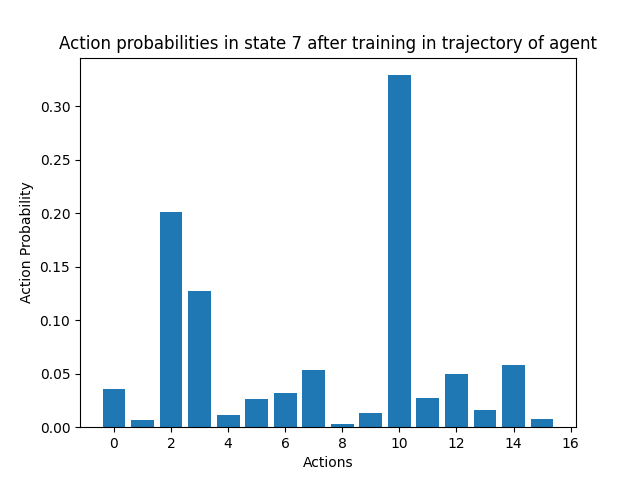 Action probabilities in state 7 after training in trajectory of agent
0.30
0.25
0.20
0.15
0.10
0.05
0.00
Action Probability
0 2 4 6 8 10 12 14 16
Actions